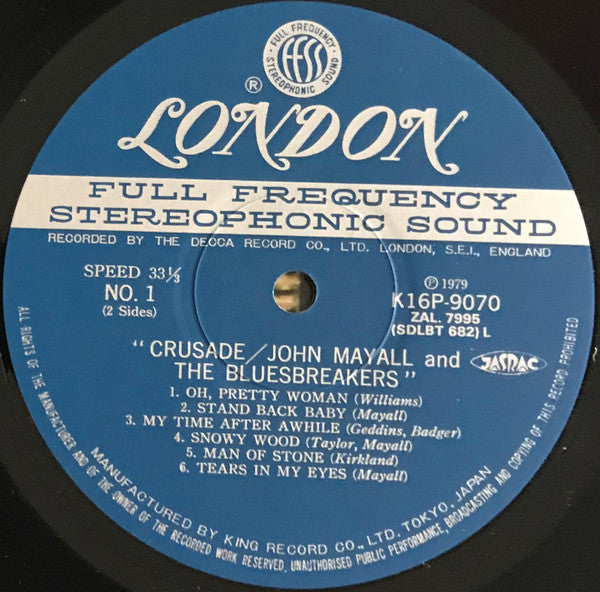 FULL FREQUENCY
ffss
STEREOPHONIC SOUND
®
LONDON
FULL FREQUENCY
STEREOPHONIC SOUND
RECORDED BY THE DECCA RECORD CO., LTD. LONDON, S.E.I., ENGLAND
SPEED 33⅓
NO. 1
(2 Sides)
Ⓟ 1979
K16P-9070
ZAL. 7995
(SDLBT 682) L
"CRUSADE/JOHN MAYALL and
THE BLUESBREAKERS"
JASRAC
1. OH, PRETTY WOMAN (Williams)
2. STAND BACK BABY (Mayall)
3. MY TIME AFTER AWHILE (Geddins, Badger)
4. SNOWY WOOD (Taylor, Mayall)
5. MAN OF STONE (Kirkland)
6. TEARS IN MY EYES (Mayall)
MANUFACTURED BY KING RECORD CO., LTD. TOKYO, JAPAN
ALL RIGHTS OF THE MANUFACTURER AND OF THE OWNER OF THE RECORDED WORK RESERVED. UNAUTHORISED PUBLIC PERFORMANCE, BROADCASTING AND COPYING OF THIS RECORD PROHIBITED